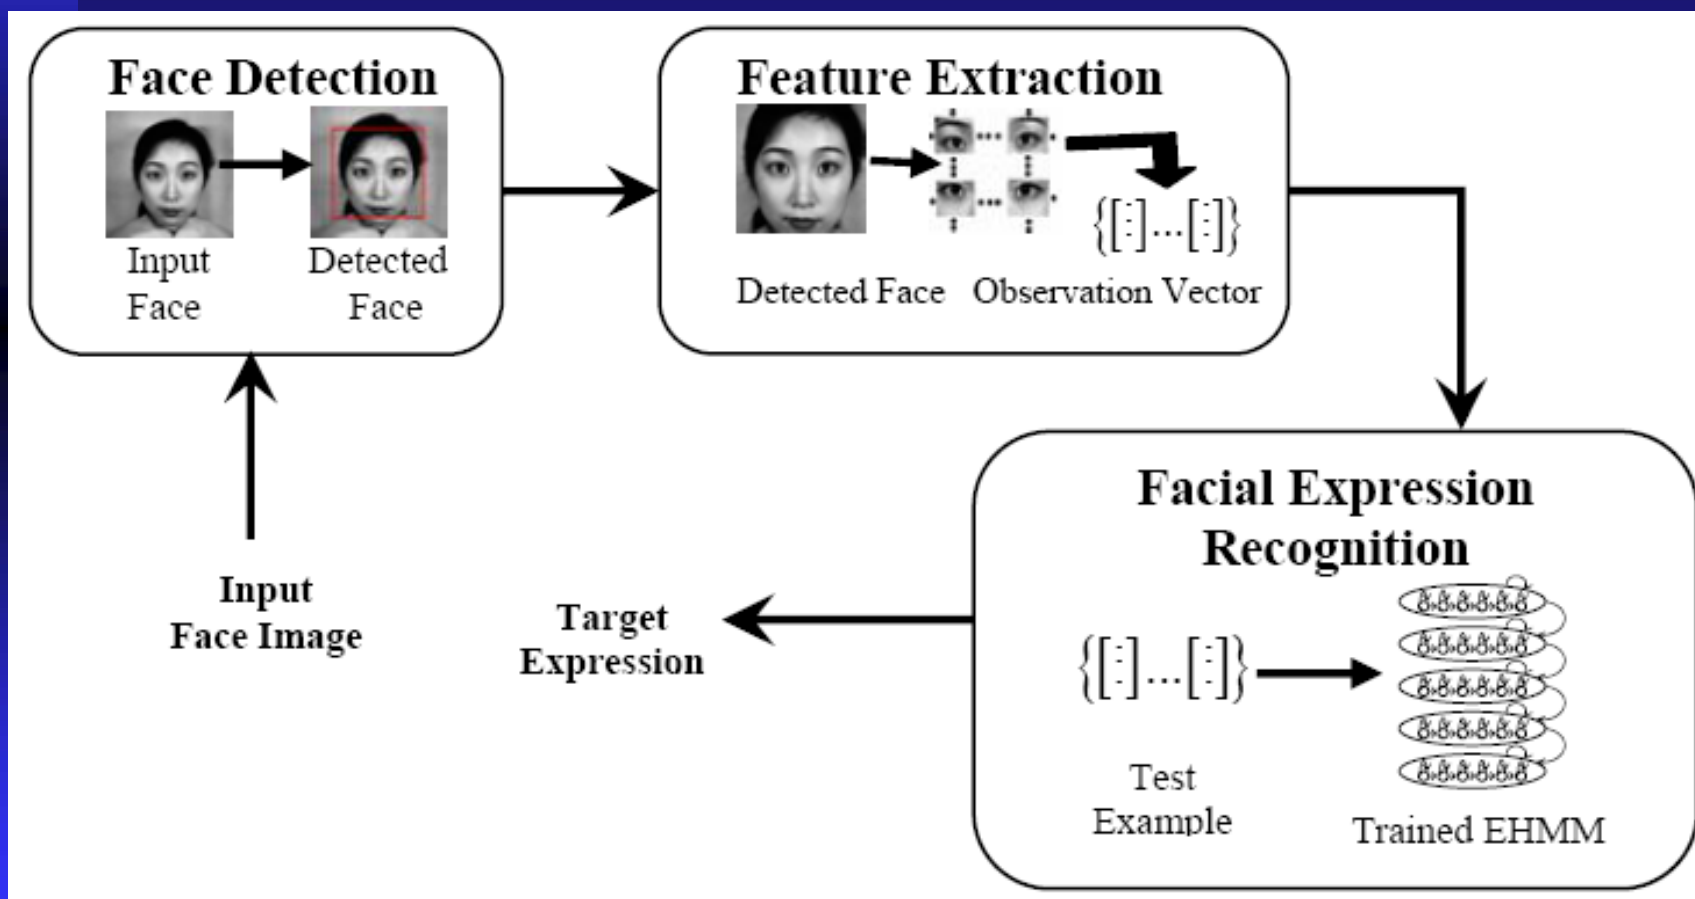 Face Detection
Input
Face
Detected
Face
Feature Extraction
Detected Face
Observation Vector
{[⋮]...[⋮]}
Facial Expression
Recognition
{[⋮]...[⋮]}
Test
Example
Trained EHMM
Input
Face Image
Target
Expression